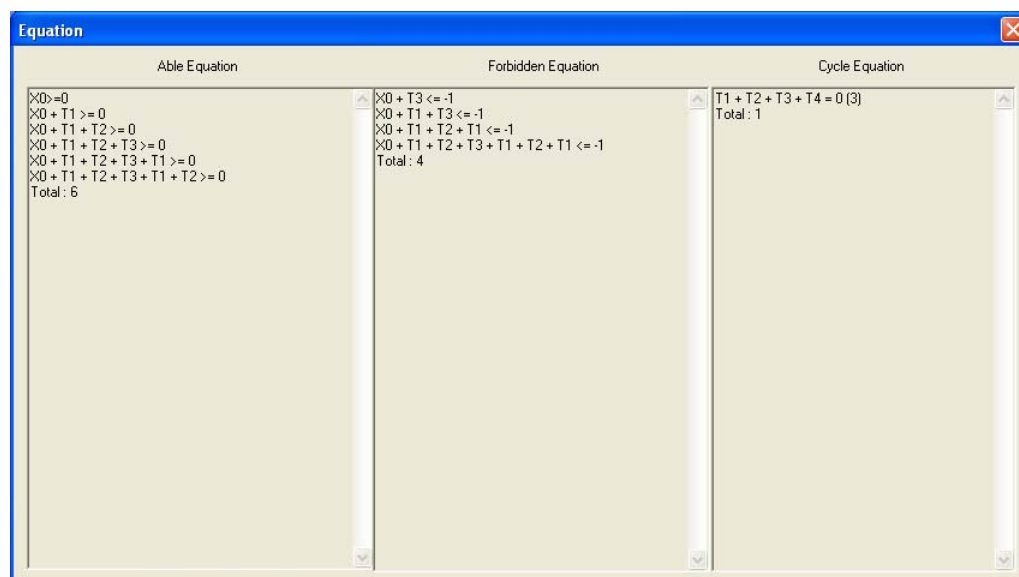 Equation
Able Equation
Forbidden Equation
Cycle Equation
X0>=0
X0 + T1 >= 0
X0 + T1 + T2 >= 0
X0 + T1 + T2 + T3 >= 0
X0 + T1 + T2 + T3 + T1 >= 0
X0 + T1 + T2 + T3 + T1 + T2 >= 0
Total : 6
X0 + T3 <= -1
X0 + T1 + T3 <= -1
X0 + T1 + T2 + T1 <= -1
X0 + T1 + T2 + T3 + T1 + T2 + T1 <= -1
Total : 4
T1 + T2 + T3 + T4 = 0 (3)
Total : 1